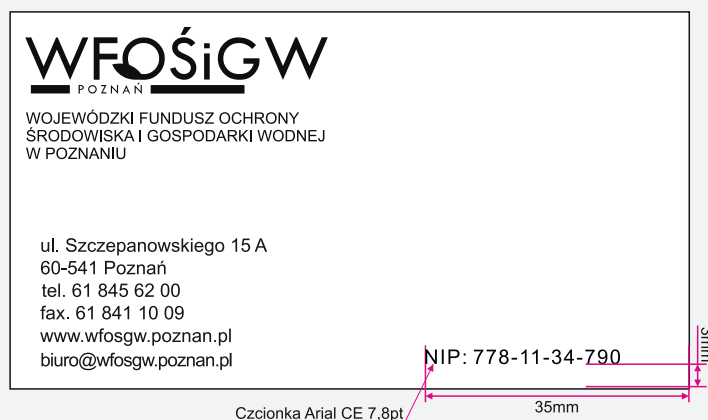 WFOŚiGW
POZNAŃ
WOJEWÓDZKI FUNDUSZ OCHRONY
ŚRODOWISKA I GOSPODARKI WODNEJ
W POZNANIU
ul. Szczepanowskiego 15 A
60-541 Poznań
tel. 61 845 62 00
fax. 61 841 10 09
www.wfosgw.poznan.pl
biuro@wfosgw.poznan.pl
NIP: 778-11-34-790
3mm
35mm
Czcionka Arial CE 7,8pt